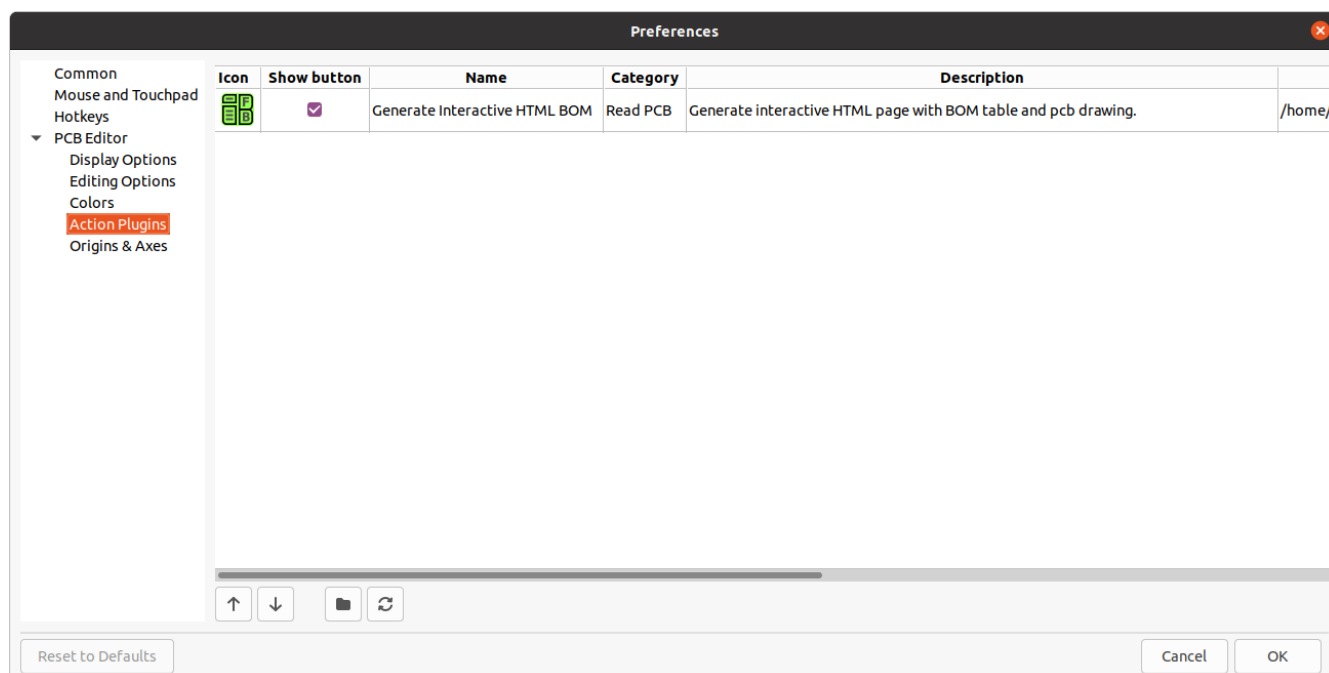 Preferences
Common
Mouse and Touchpad
Hotkeys
PCB Editor
Display Options
Editing Options
Colors
Action Plugins
Origins & Axes
Icon Show button Name Category Description
F
B
Generate Interactive HTML BOM Read PCB Generate interactive HTML page with BOM table and pcb drawing. /home/
Reset to Defaults Cancel OK